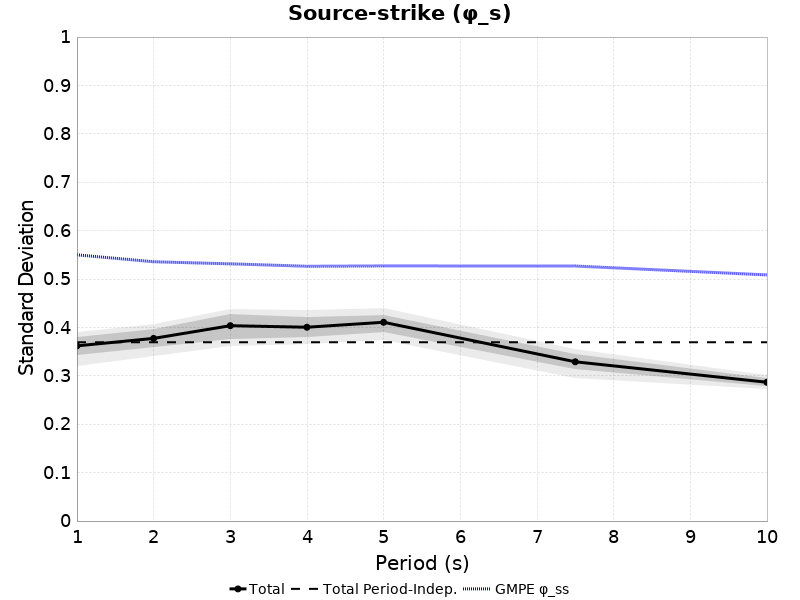 Source-strike (φ_s)
Standard Deviation
1
0.9
0.8
0.7
0.6
0.5
0.4
0.3
0.2
0.1
0
1 2 3 4 5 6 7 8 9 10
Period (s)
Total Total Period-Indep. GMPE φ_ss